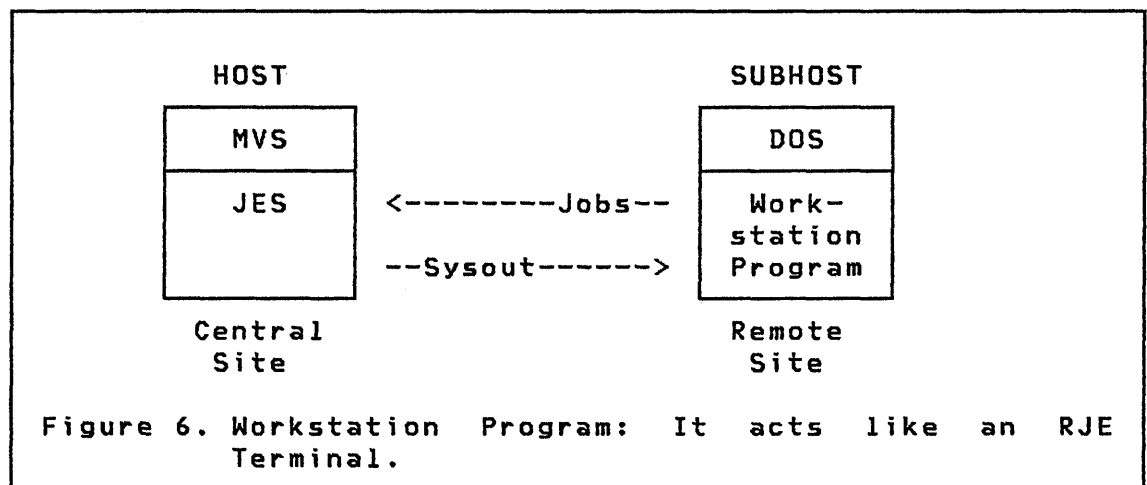 HOST SUBHOST
MVS DOS
JES <--------Jobs-- Work-
station
--Sysout------> Program
Central Remote
Site Site
Figure 6. Workstation Program: It acts like an RJE
Terminal.